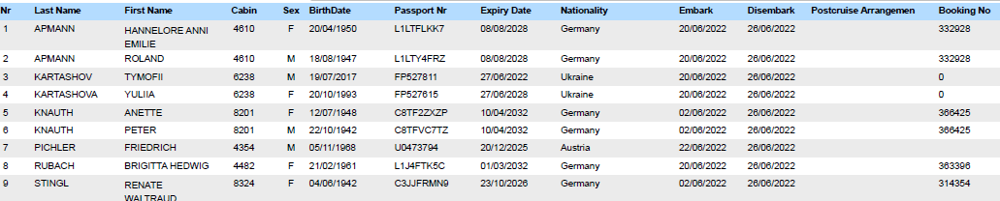 Nr Last Name First Name Cabin Sex BirthDate Passport Nr Expiry Date Nationality Embark Disembark Postcruise Arrangemen Booking No
1 APMANN HANNELORE ANNI 4610 F 20/04/1950 L1LTFLKK7 08/08/2028 Germany 20/06/2022 26/06/2022 332928
EMILIE
2 APMANN ROLAND 4610 M 18/08/1947 L1LTY4FRZ 08/08/2028 Germany 20/06/2022 26/06/2022 332928
3 KARTASHOV TYMOFII 6238 M 19/07/2017 FP527811 27/06/2022 Ukraine 20/06/2022 26/06/2022 0
4 KARTASHOVA YULIIA 6238 F 20/10/1993 FP527615 27/06/2028 Ukraine 20/06/2022 26/06/2022 0
5 KNAUTH ANETTE 8201 F 12/07/1948 C8TF2ZXZP 10/04/2032 Germany 02/06/2022 26/06/2022 366425
6 KNAUTH PETER 8201 M 22/10/1942 C8TFVC7TZ 10/04/2032 Germany 02/06/2022 26/06/2022 366425
7 PICHLER FRIEDRICH 4354 M 05/11/1968 U0473794 20/12/2025 Austria 22/06/2022 26/06/2022
8 RUBACH BRIGITTA HEDWIG 4482 F 21/02/1961 L1J4FTK5C 01/03/2032 Germany 20/06/2022 26/06/2022 363396
9 STINGL RENATE 8324 F 04/06/1942 C3JJFRMN9 23/10/2026 Germany 02/06/2022 26/06/2022 314354
WALTRAUD